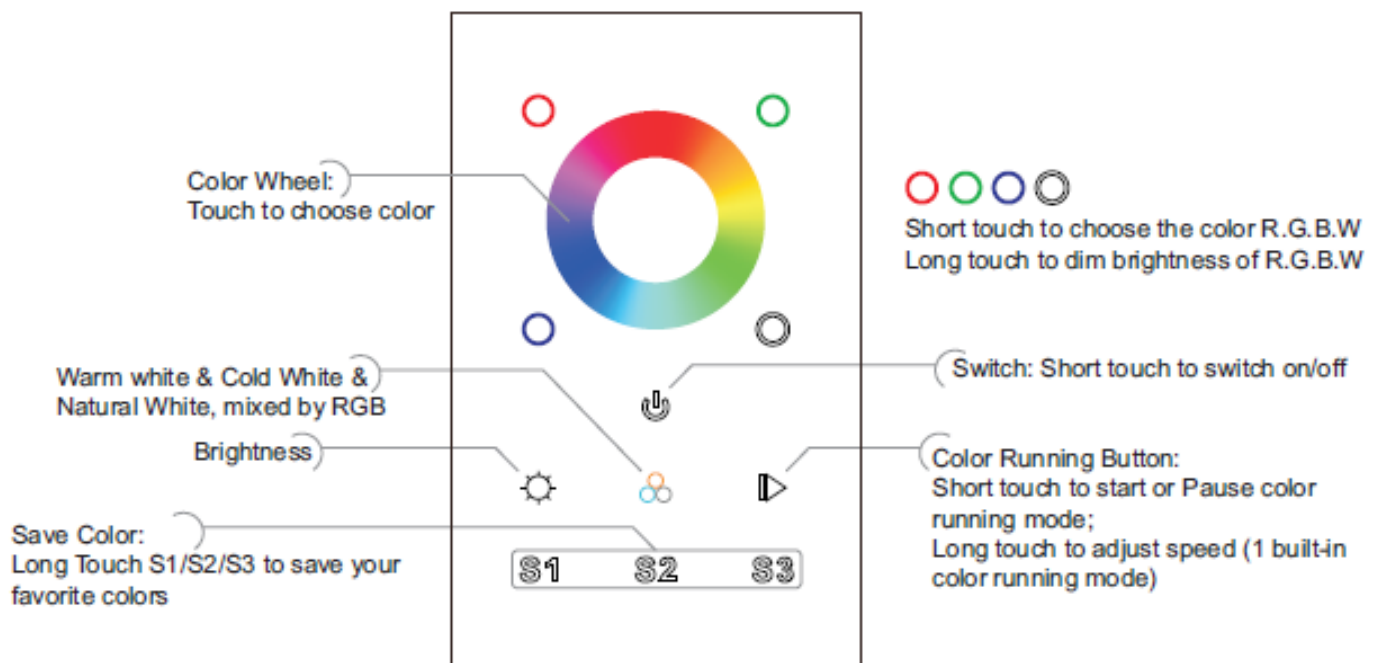 Color Wheel:
Touch to choose color
Short touch to choose the color R.G.B.W
Long touch to dim brightness of R.G.B.W
Warm white & Cold White &
Natural White, mixed by RGB
Switch: Short touch to switch on/off
Brightness
Color Running Button:
Short touch to start or Pause color
running mode;
Long touch to adjust speed (1 built-in
color running mode)
Save Color:
Long Touch S1/S2/S3 to save your
favorite colors
S1 S2 S3